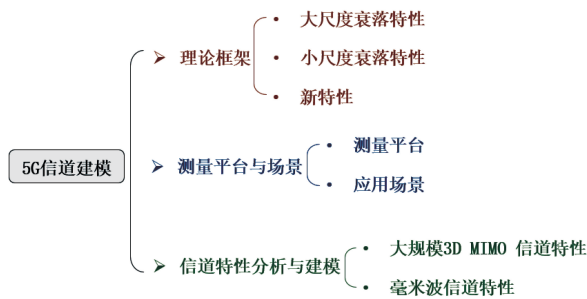 5G信道建模
理论框架
大尺度衰落特性
小尺度衰落特性
新特性
测量平台与场景
测量平台
应用场景
信道特性分析与建模
大规模3D MIMO 信道特性
毫米波信道特性